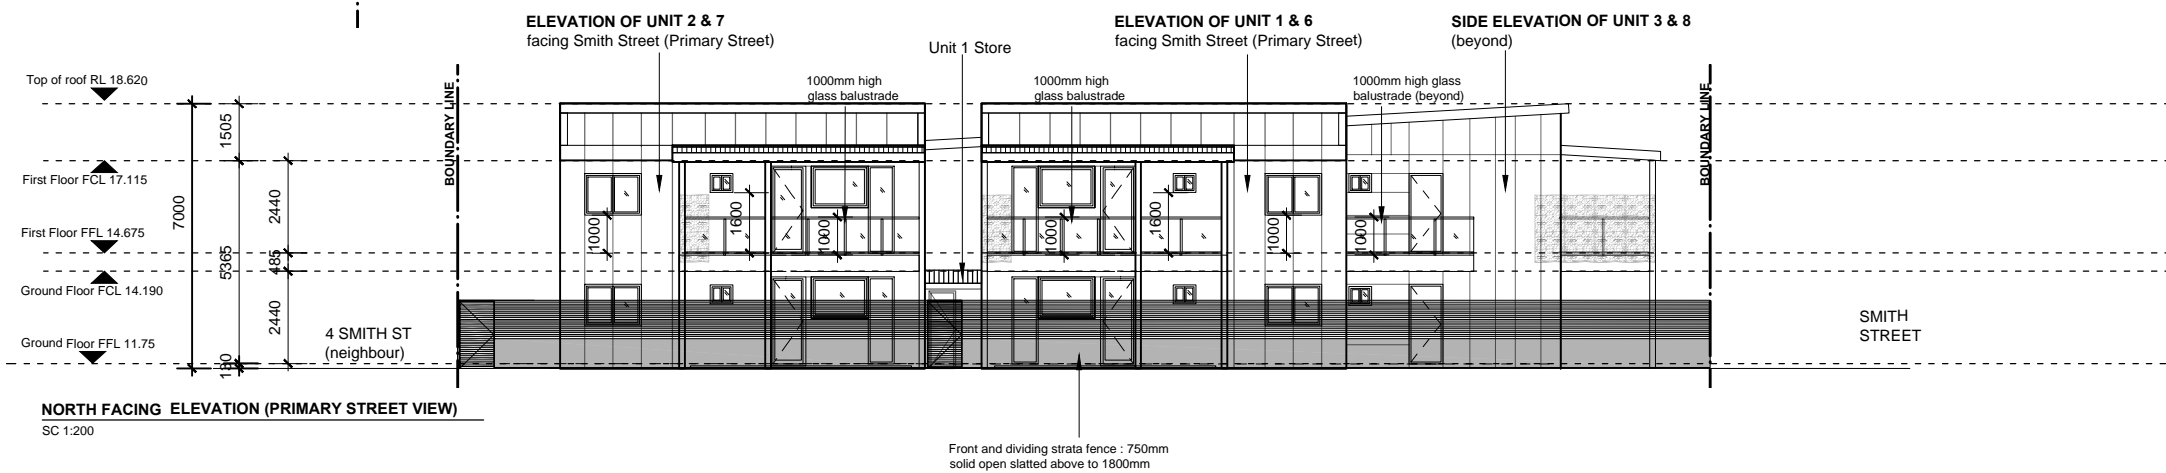 ELEVATION OF UNIT 2 & 7
facing Smith Street (Primary Street)
Unit 1 Store
ELEVATION OF UNIT 1 & 6
facing Smith Street (Primary Street)
SIDE ELEVATION OF UNIT 3 & 8
(beyond)
Top of roof RL 18.620
1000mm high
glass balustrade
1000mm high
glass balustrade
1000mm high glass
balustrade (beyond)
BOUNDARY LINE
BOUNDARY LINE
1505
First Floor FCL 17.115
7000
2440
5365
First Floor FFL 14.675
485
Ground Floor FCL 14.190
2440
Ground Floor FFL 11.75
130
1000
1600
1000
1000
1600
1000
1000
4 SMITH ST
(neighbour)
SMITH
STREET
NORTH FACING ELEVATION (PRIMARY STREET VIEW)
SC 1:200
Front and dividing strata fence : 750mm
solid open slatted above to 1800mm